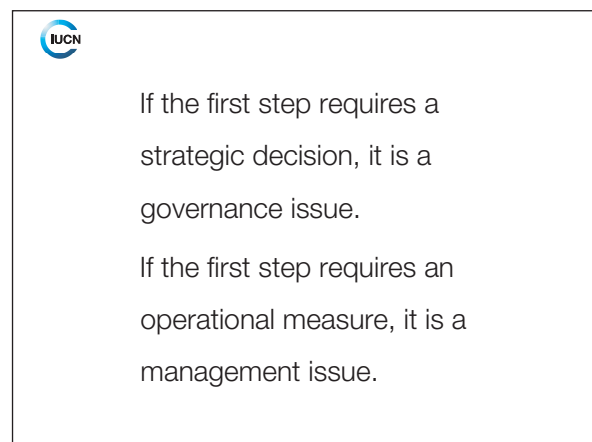 IUCN
If the first step requires a
strategic decision, it is a
governance issue.
If the first step requires an
operational measure, it is a
management issue.